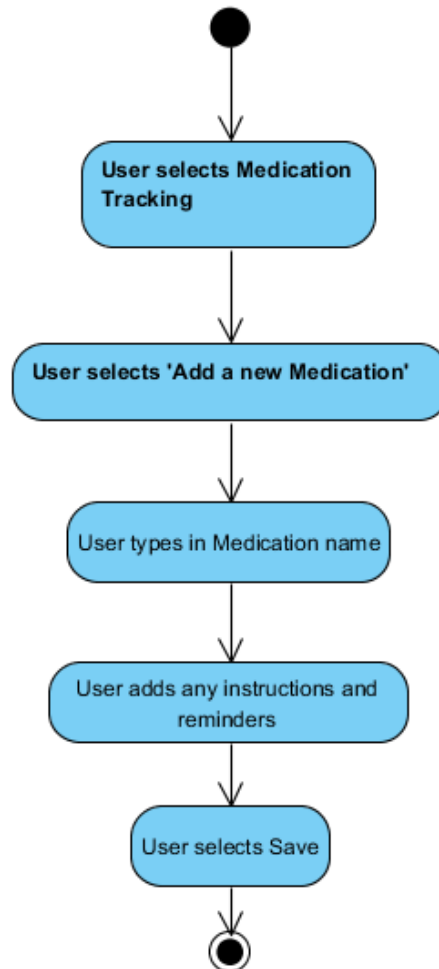 User selects Medication
Tracking
User selects 'Add a new Medication'
User types in Medication name
User adds any instructions and
reminders
User selects Save